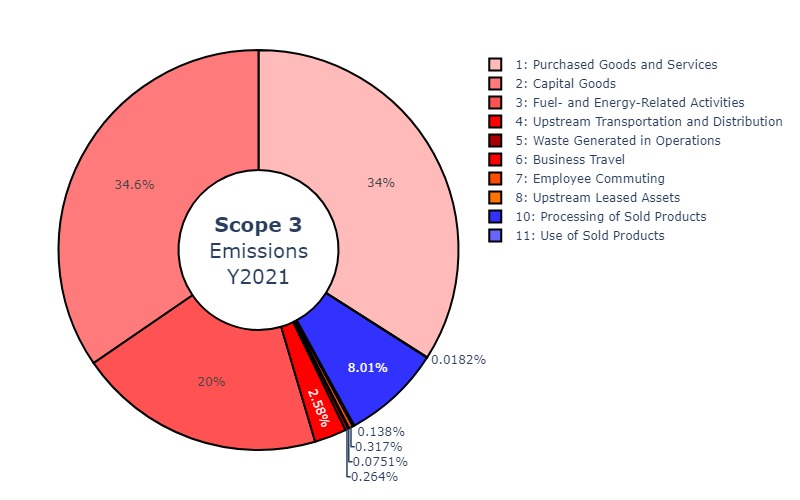 1: Purchased Goods and Services
2: Capital Goods
3: Fuel- and Energy-Related Activities
4: Upstream Transportation and Distribution
5: Waste Generated in Operations
6: Business Travel
7: Employee Commuting
8: Upstream Leased Assets
10: Processing of Sold Products
11: Use of Sold Products
34.6%
34%
Scope 3
Emissions
Y2021
20%
2.58%
8.01%
0.0182%
0.138%
0.317%
0.0751%
0.264%